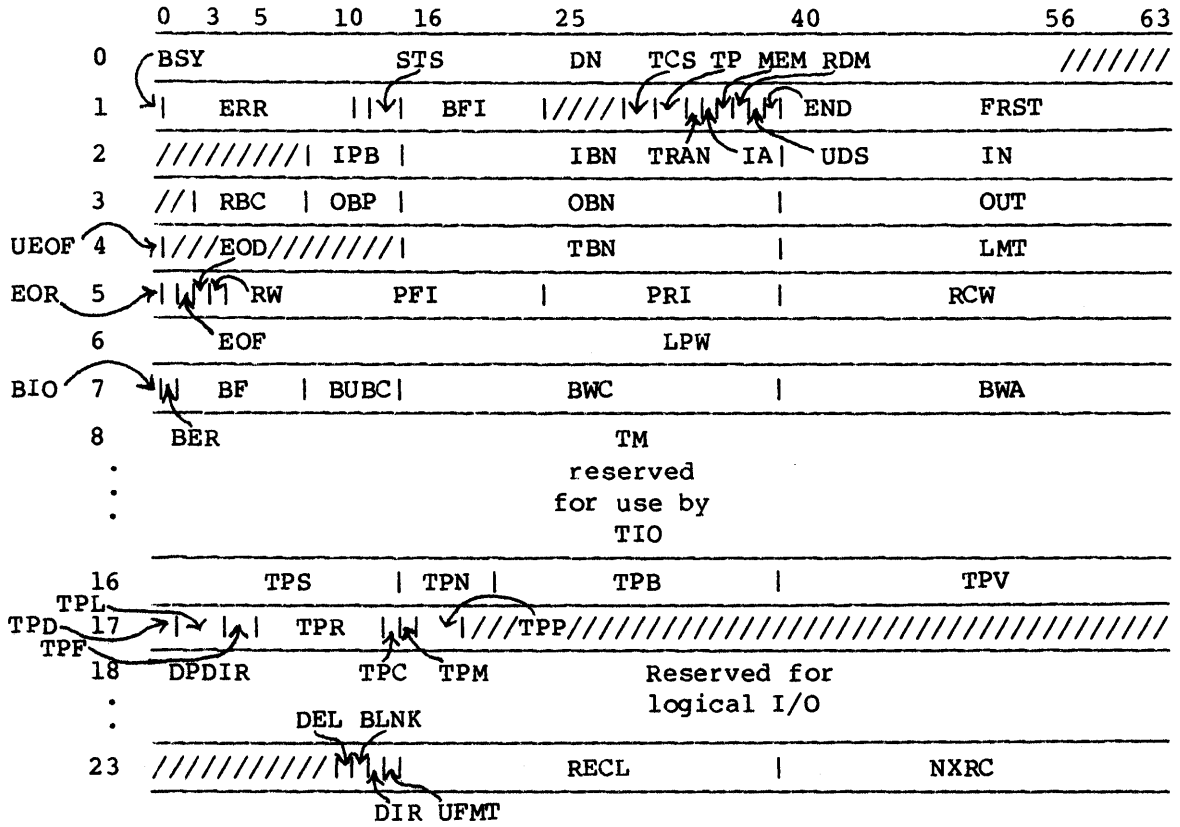 0 3 5 10 16 25 40 56 63
0 BSY STS DN TCS TP MEM RDM ///////
1 | ERR | | | BFI |///// | | | | | | | | END FRST
2 ///////// | IPB | IBN TRAN IA | UDS IN
3 // | RBC | OBP | OBN | OUT
UEOF 4 |///EOD//////// | TBN | LMT
EOR 5 | | | | | RW PFI | PRI | RCW
6 EOF LPW
BIO 7 | | BF | BUBC | BWC | BWA
8 BER TM
. reserved
. for use by
. TIO
16 TPS | TPN | TPB | TPV
TPL
TPD 17 | | | TPR | | | |///TPP//////////////////////////////////////
TPF
18 DPDIR TPC TPM Reserved for
. logical I/O
.
DEL BLNK
23 /////////// | | | | | RECL | NXRC
DIR UFMT